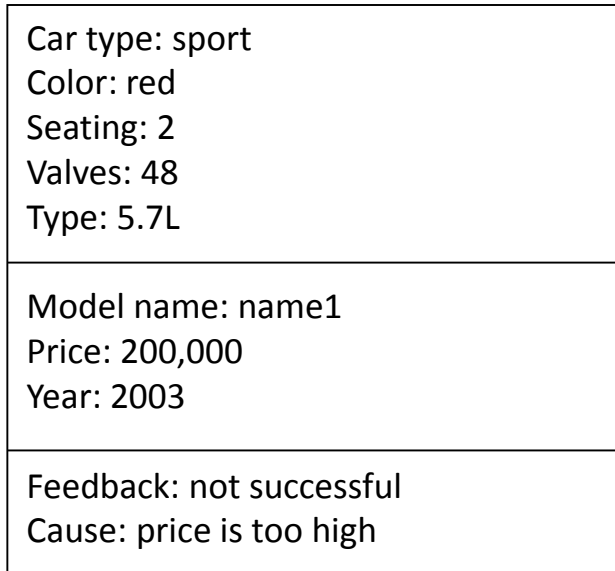 Car type: sport
Color: red
Seating: 2
Valves: 48
Type: 5.7L
Model name: name1
Price: 200,000
Year: 2003
Feedback: not successful
Cause: price is too high